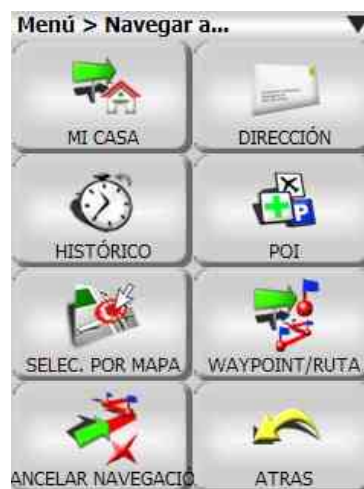 Menú > Navegar a...
MI CASA
DIRECCIÓN
HISTÓRICO
POI
SELEC. POR MAPA
WAYPOINT/RUTA
ANCELAR NAVEGACIÓ
ATRAS